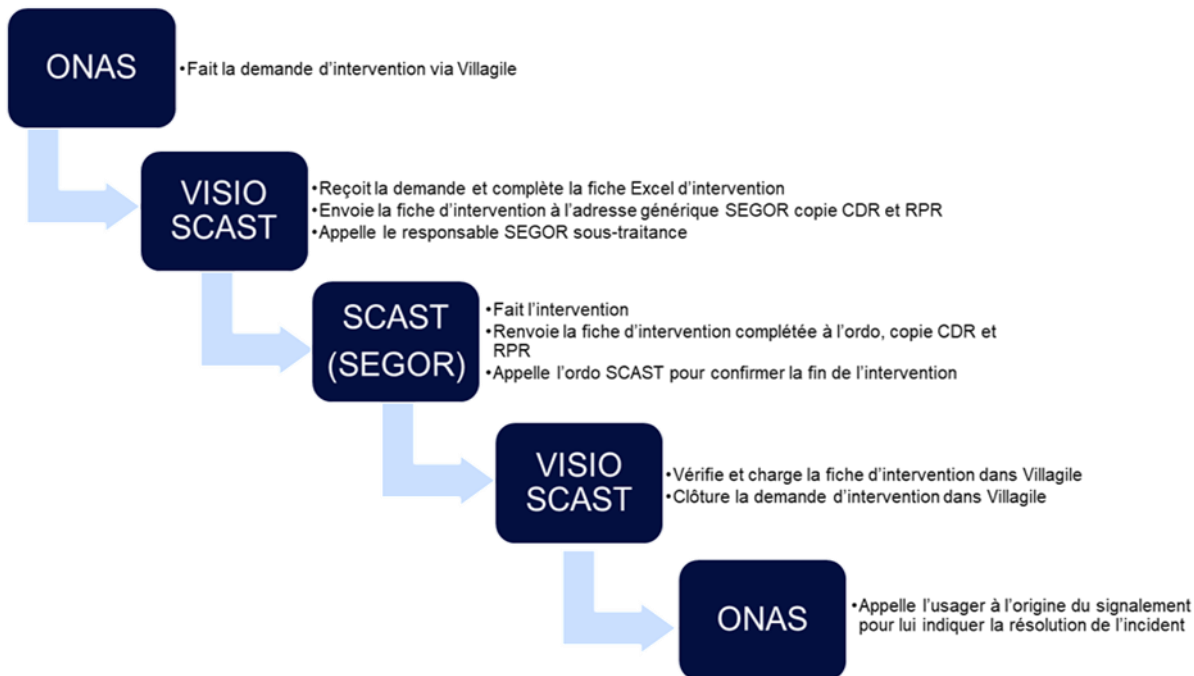 ONAS
•Fait la demande d'intervention via Villagile
VISIO
SCAST
•Reçoit la demande et complète la fiche Excel d'intervention
•Envoie la fiche d'intervention à l'adresse générique SEGOR copie CDR et RPR
•Appelle le responsable SEGOR sous-traitance
SCAST
(SEGOR)
•Fait l'intervention
•Renvoie la fiche d'intervention complétée à l'ordo, copie CDR et
RPR
•Appelle l'ordo SCAST pour confirmer la fin de l'intervention
VISIO
SCAST
•Vérifie et charge la fiche d'intervention dans Villagile
•Clôture la demande d'intervention dans Villagile
ONAS
•Appelle l'usager à l'origine du signalement
pour lui indiquer la résolution de l'incident